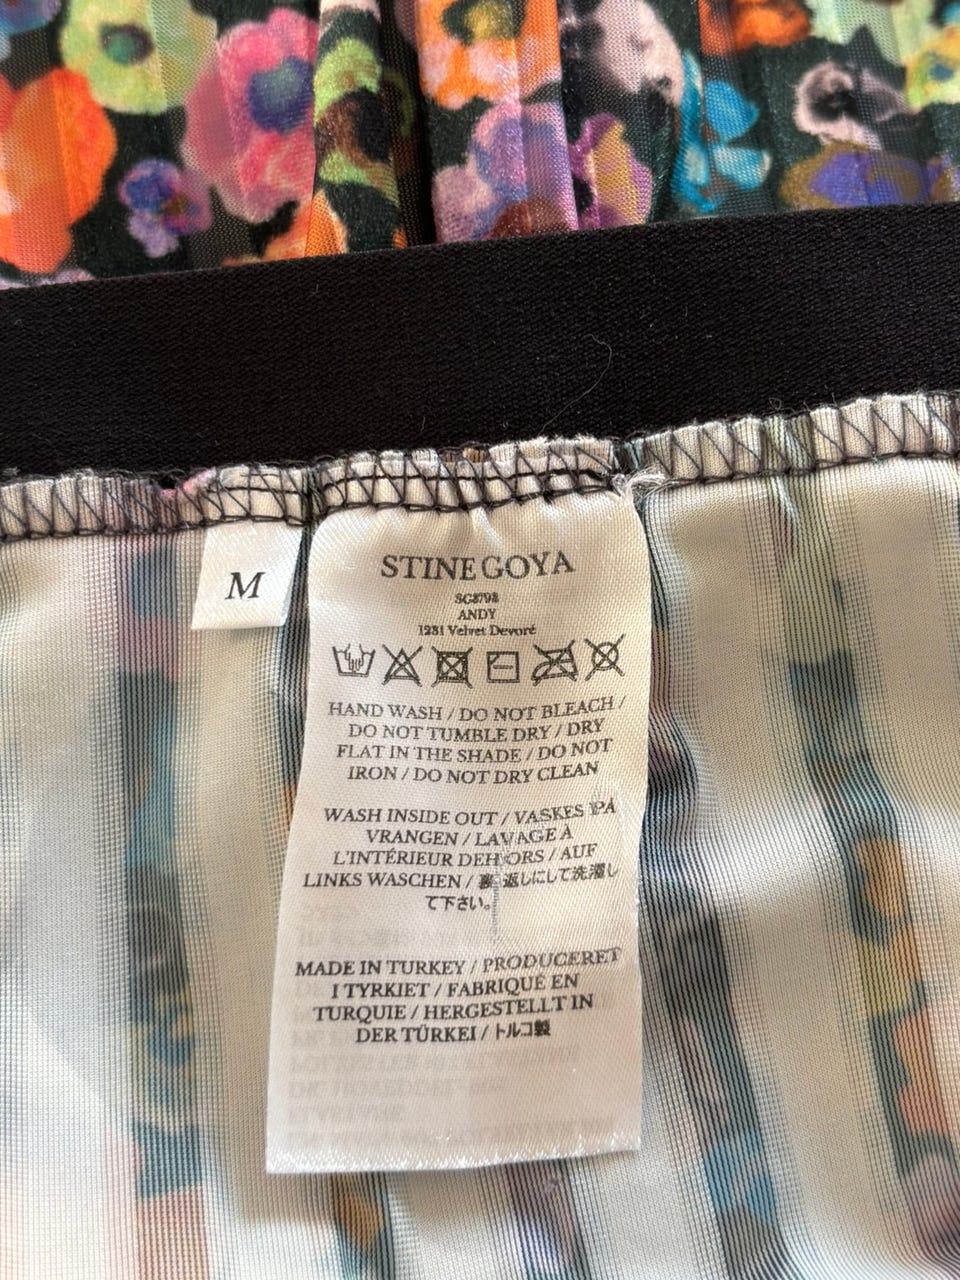 M
STINE GOYA
SG3793
ANDY
1231 Velvet Devoré
HAND WASH / DO NOT BLEACH /
DO NOT TUMBLE DRY / DRY
FLAT IN THE SHADE / DO NOT
IRON / DO NOT DRY CLEAN
WASH INSIDE OUT / VASKES PÅ
VRANGEN / LAVAGE À
L'INTÉRIEUR DEHORS / AUF
LINKS WASCHEN / 裏返しにして洗濯し
て下さい。
MADE IN TURKEY / PRODUCERET
I TYRKIET / FABRIQUÉ EN
TURQUIE / HERGESTELLT IN
DER TÜRKEI / トルコ製